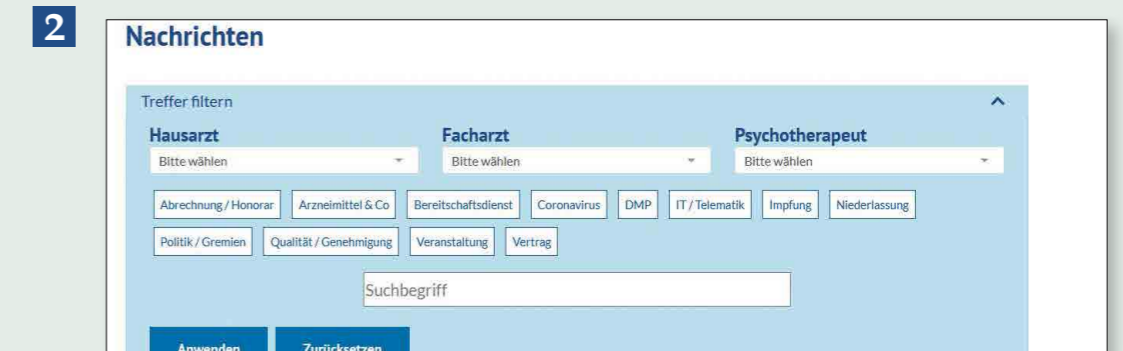 2
Nachrichten
Treffer filtern
Hausarzt Facharzt Psychotherapeut
Bitte wählen Bitte wählen Bitte wählen
Abrechnung / Honorar Arzneimittel & Co Bereitschaftsdienst Coronavirus DMP IT / Telematik Impfung Niederlassung
Politik / Gremien Qualität / Genehmigung Veranstaltung Vertrag
Suchbegriff
Anwenden Zurücksetzen